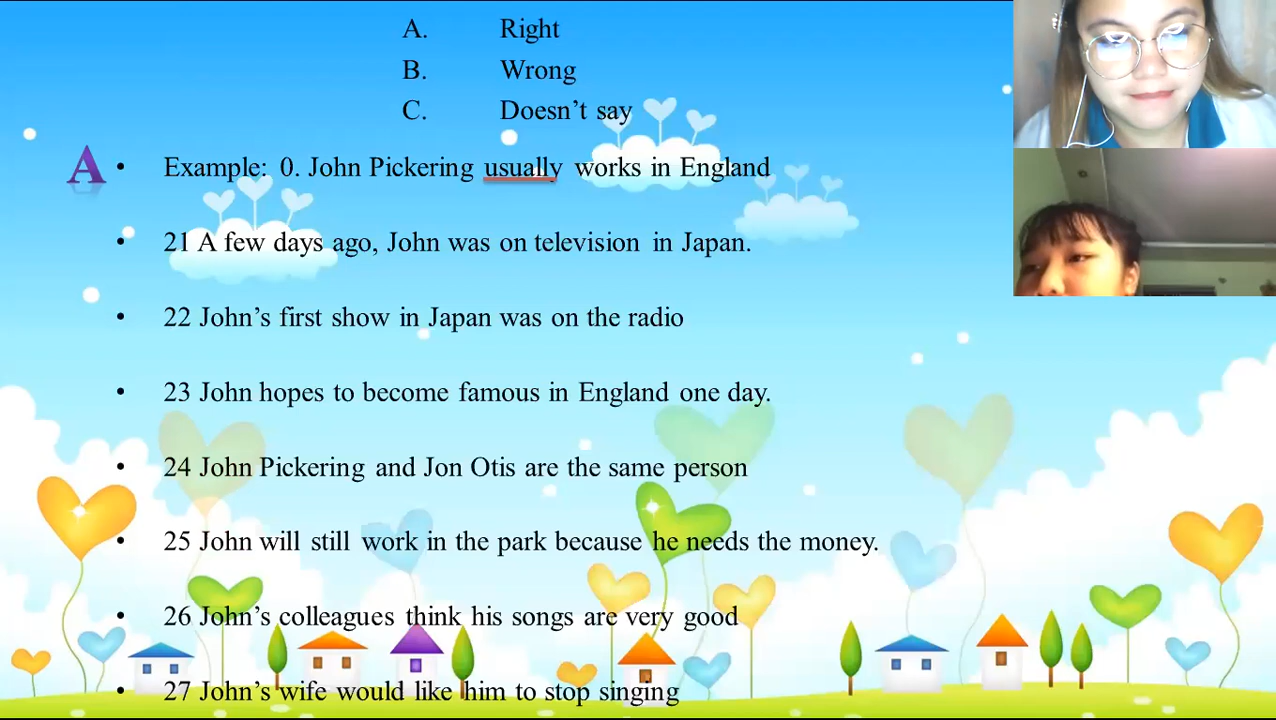 A. Right
B. Wrong
C. Doesn't say
A • Example: 0. John Pickering usually works in England
• 21 A few days ago, John was on television in Japan.
• 22 John's first show in Japan was on the radio
• 23 John hopes to become famous in England one day.
• 24 John Pickering and Jon Otis are the same person
• 25 John will still work in the park because he needs the money.
• 26 John's colleagues think his songs are very good
• 27 John's wife would like him to stop singing